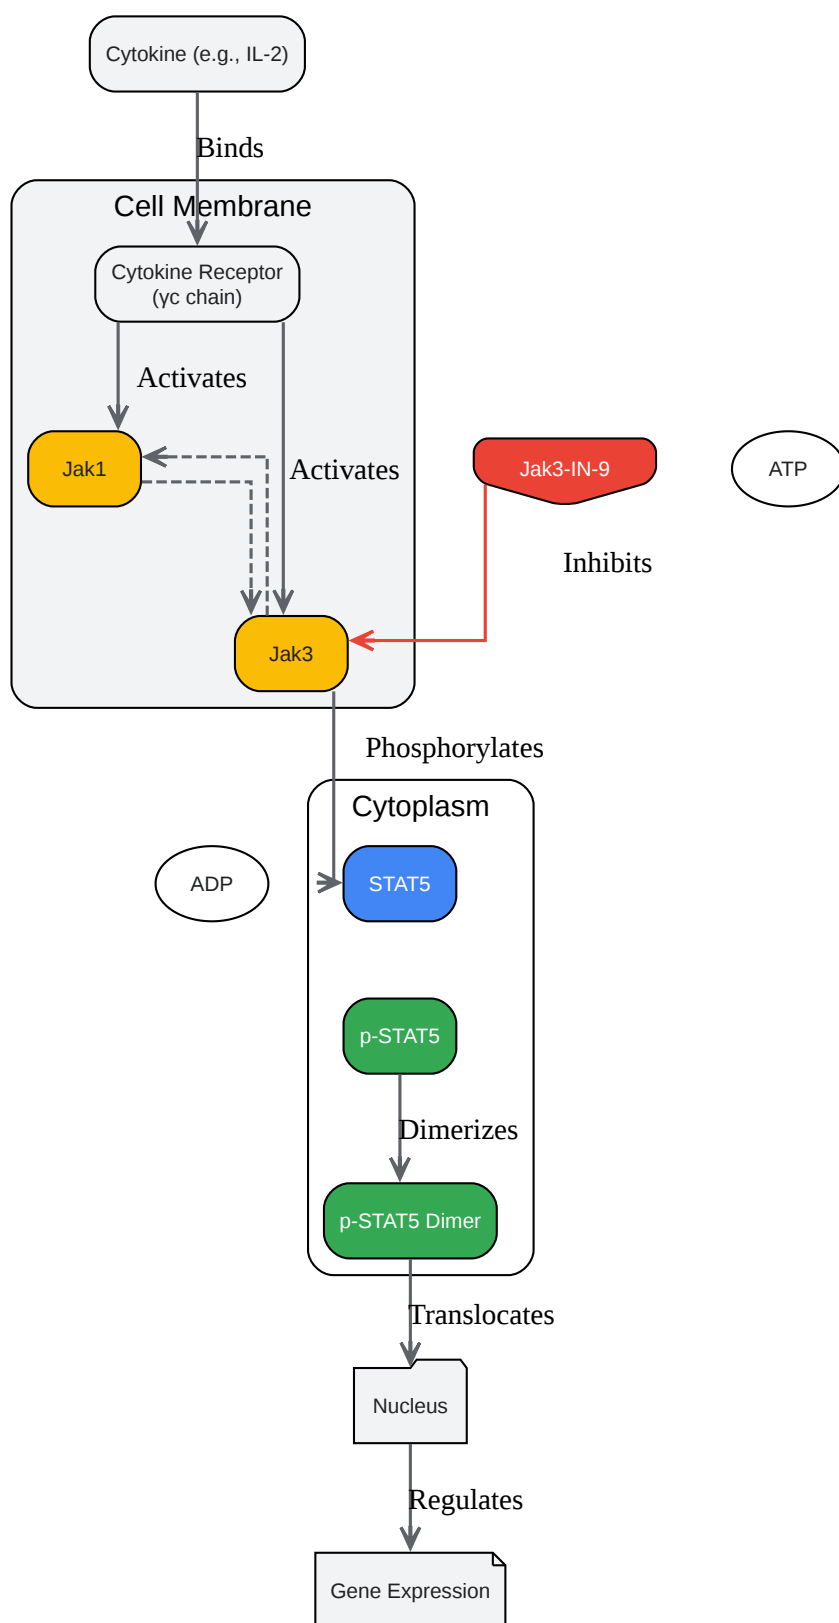 Cytokine (e.g., IL-2)
Binds
Cell Membrane
Cytokine Receptor
(γc chain)
Activates
Jak1
Activates
Jak3-IN-9
ATP
Inhibits
Jak3
Phosphorylates
Cytoplasm
ADP
STAT5
p-STAT5
Dimerizes
p-STAT5 Dimer
Translocates
Nucleus
Regulates
Gene Expression